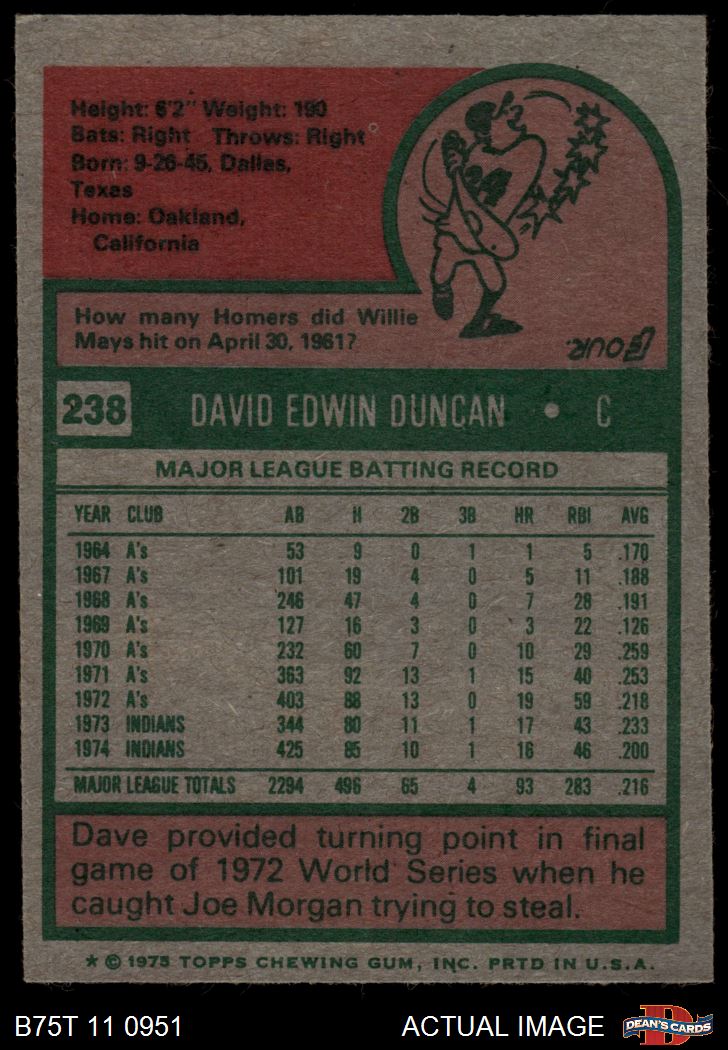 Height: 6'2" Weight: 190
Bats: Right Throws: Right
Born: 9-26-45, Dallas,
Texas
Home: Oakland,
California
How many Homers did Willie
Mays hit on April 30, 1961?
FOUR.
238 DAVID EDWIN DUNCAN • C
MAJOR LEAGUE BATTING RECORD
YEAR CLUB AB H 2B 3B HR RBI AVG
1964 A's 53 9 0 1 1 5 .170
1967 A's 101 19 4 0 5 11 .188
1968 A's 246 47 4 0 7 28 .191
1969 A's 127 16 3 0 3 22 .126
1970 A's 232 60 7 0 10 29 .259
1971 A's 363 92 13 1 15 40 .253
1972 A's 403 88 13 0 19 59 .218
1973 INDIANS 344 80 11 1 17 43 .233
1974 INDIANS 425 85 10 1 16 46 .200
MAJOR LEAGUE TOTALS 2294 496 65 4 93 283 .216
Dave provided turning point in final
game of 1972 World Series when he
caught Joe Morgan trying to steal.
* © 1975 TOPPS CHEWING GUM, INC. PRTD IN U.S.A.
B75T 11 0951 ACTUAL IMAGE D DEAN'S CARDS